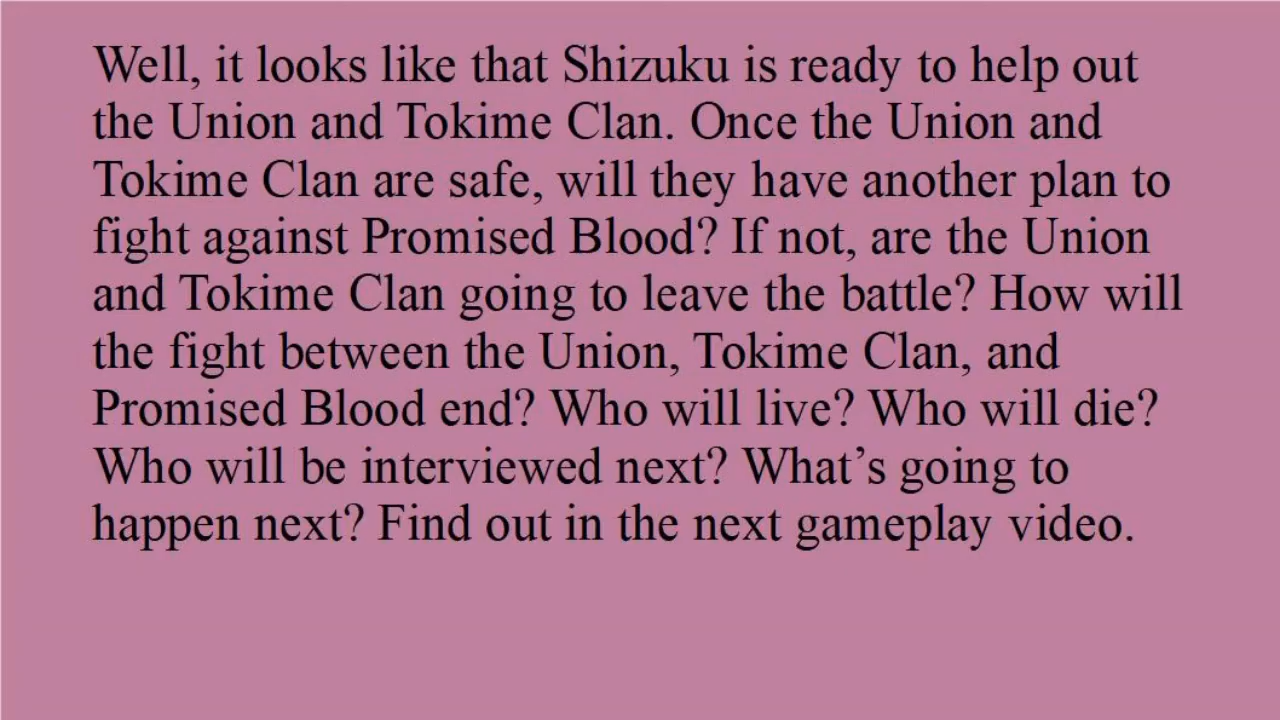 Well, it looks like that Shizuku is ready to help out
the Union and Tokime Clan. Once the Union and
Tokime Clan are safe, will they have another plan to
fight against Promised Blood? If not, are the Union
and Tokime Clan going to leave the battle? How will
the fight between the Union, Tokime Clan, and
Promised Blood end? Who will live? Who will die?
Who will be interviewed next? What’s going to
happen next? Find out in the next gameplay video.